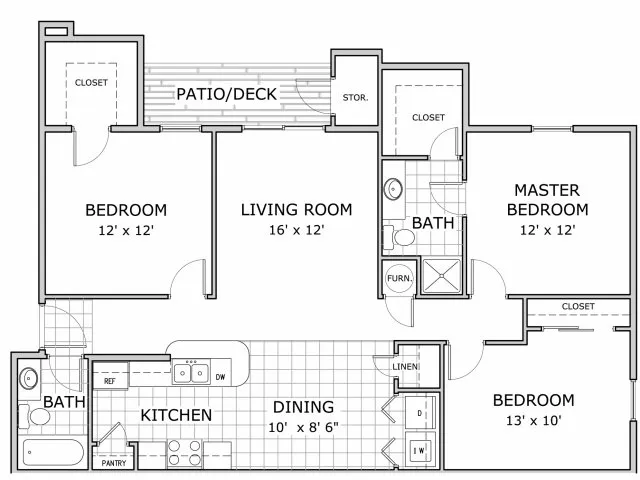 CLOSET
PATIO/DECK
STOR.
CLOSET
BEDROOM
12' x 12'
LIVING ROOM
16' x 12'
BATH
MASTER
BEDROOM
12' x 12'
FURN.
CLOSET
LINEN
REF
DW
BATH
KITCHEN
DINING
10' x 8' 6"
D
W
BEDROOM
13' x 10'
PANTRY